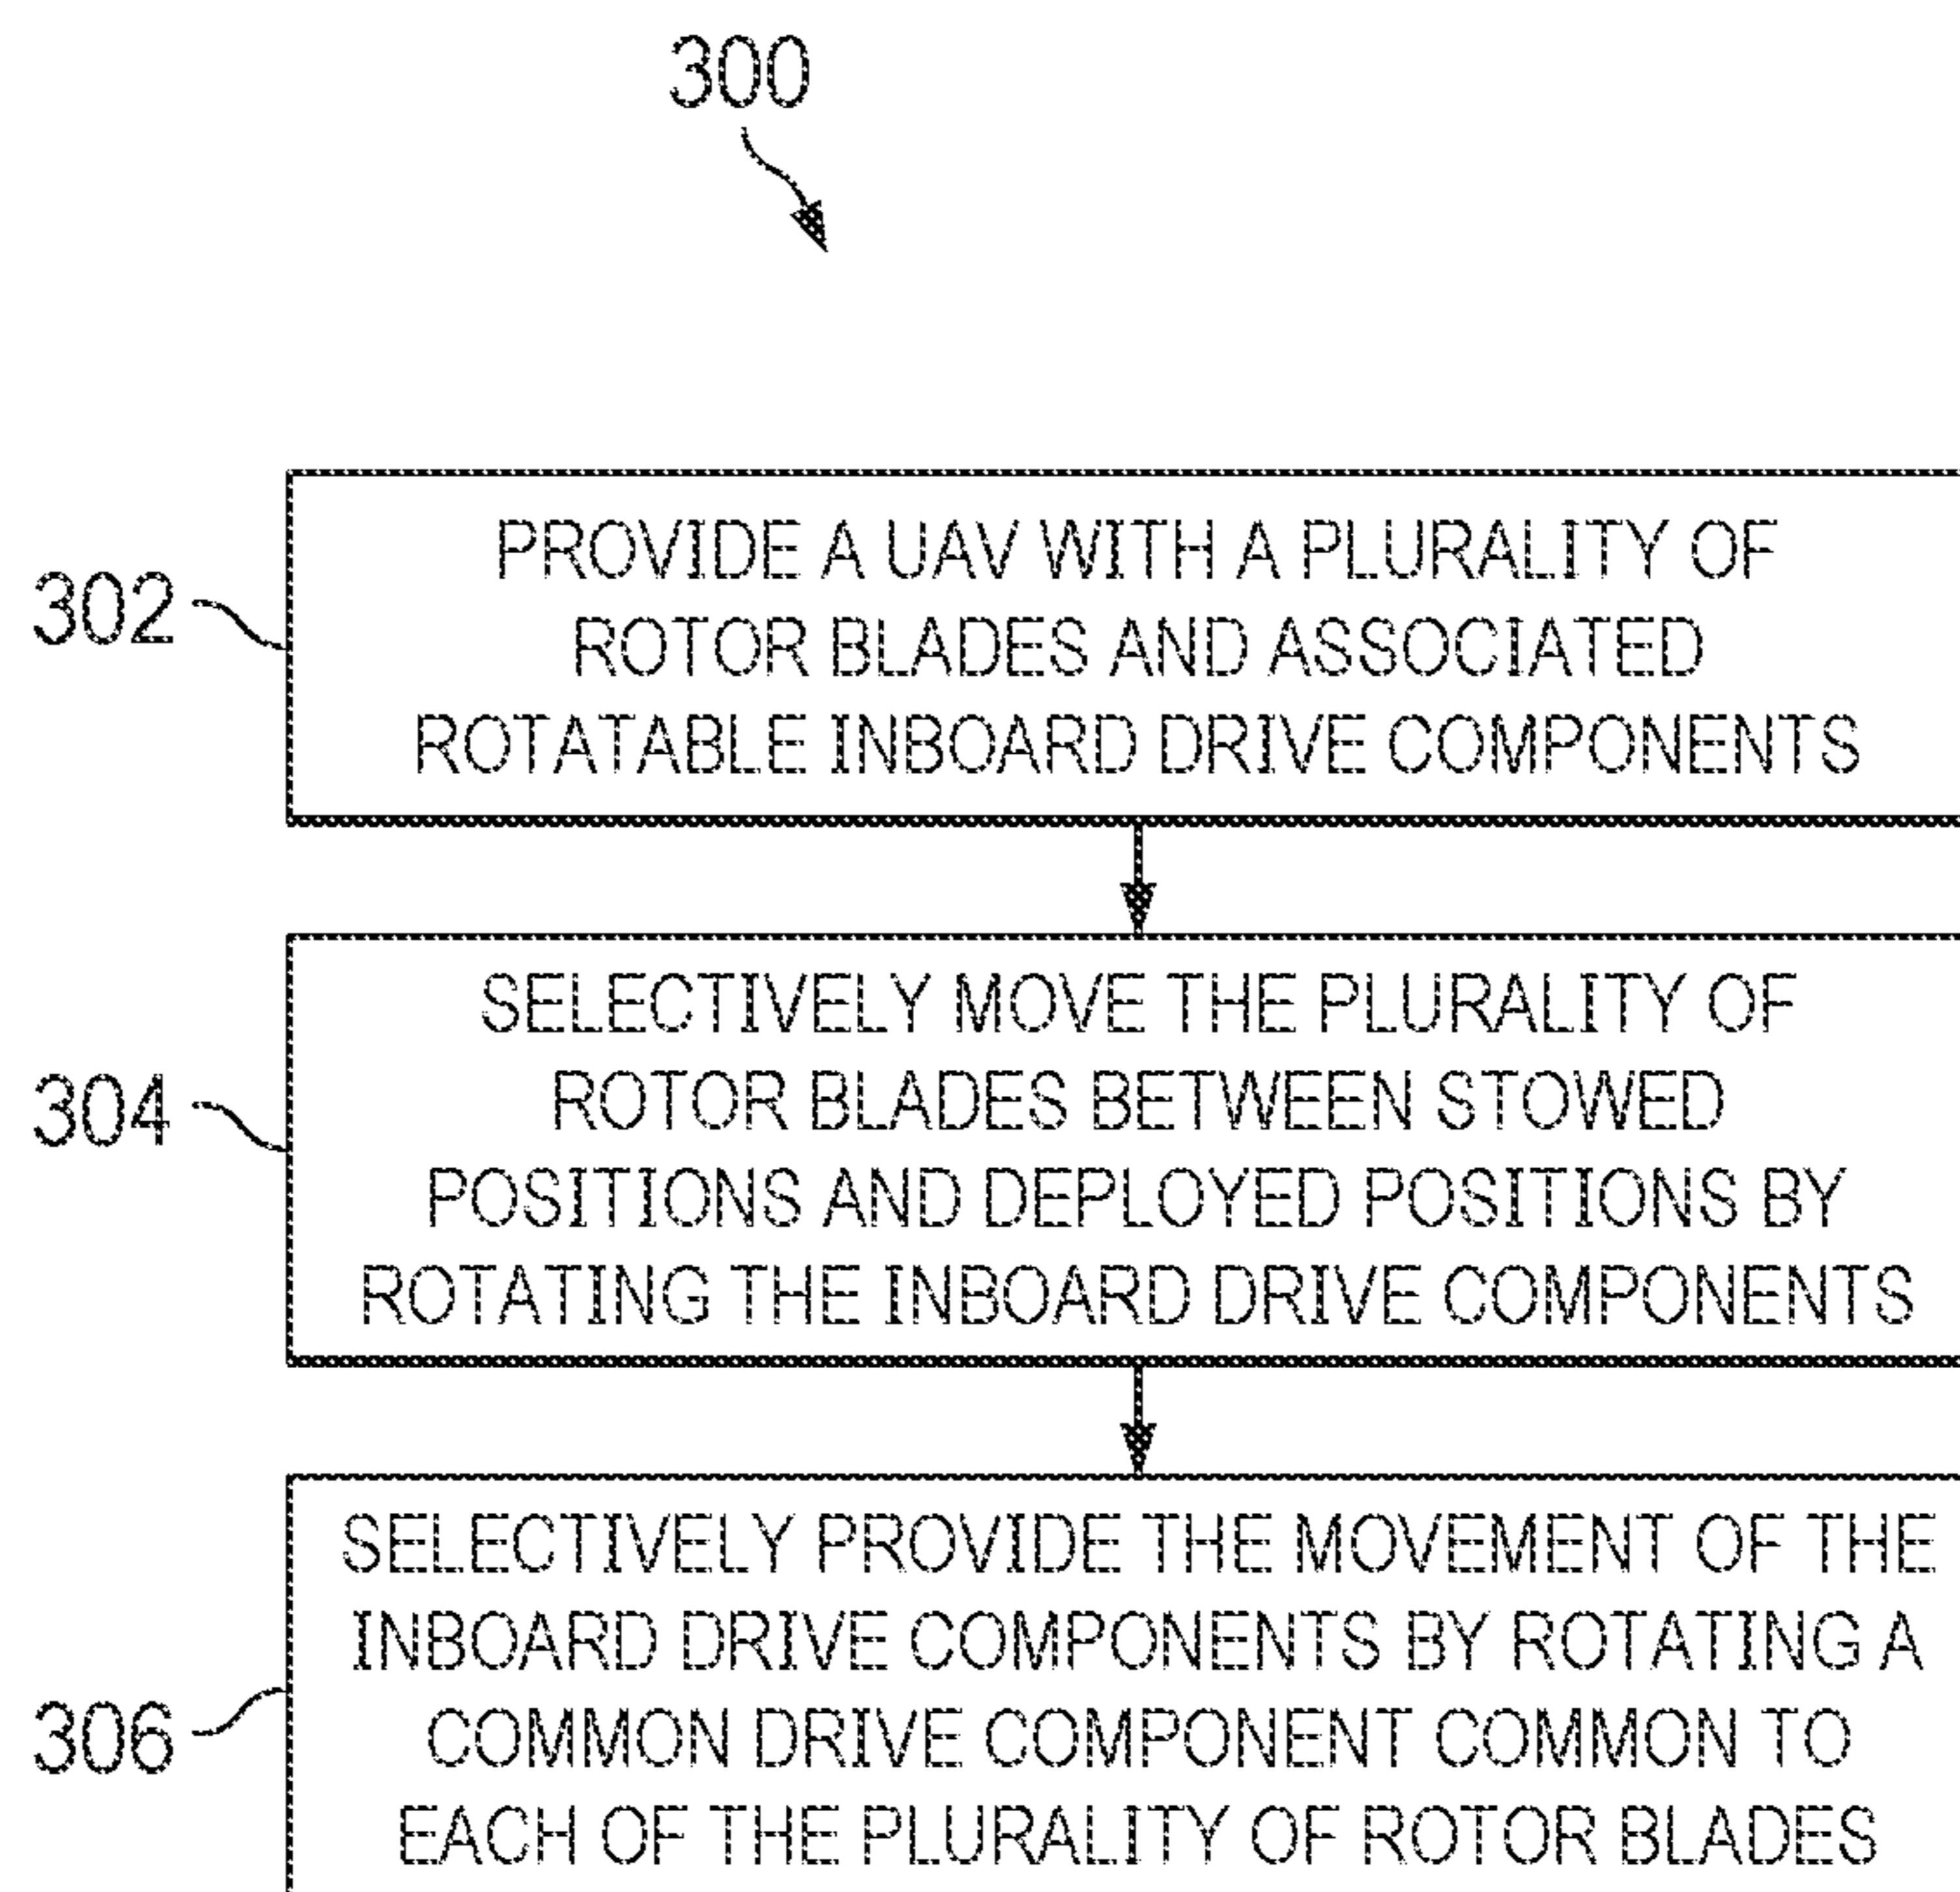 300
302
PROVIDE A UAV WITH A PLURALITY OF
ROTOR BLADES AND ASSOCIATED
ROTATABLE INBOARD DRIVE COMPONENTS
304
SELECTIVELY MOVE THE PLURALITY OF
ROTOR BLADES BETWEEN STOWED
POSITIONS AND DEPLOYED POSITIONS BY
ROTATING THE INBOARD DRIVE COMPONENTS
306
SELECTIVELY PROVIDE THE MOVEMENT OF THE
INBOARD DRIVE COMPONENTS BY ROTATING A
COMMON DRIVE COMPONENT COMMON TO
EACH OF THE PLURALITY OF ROTOR BLADES